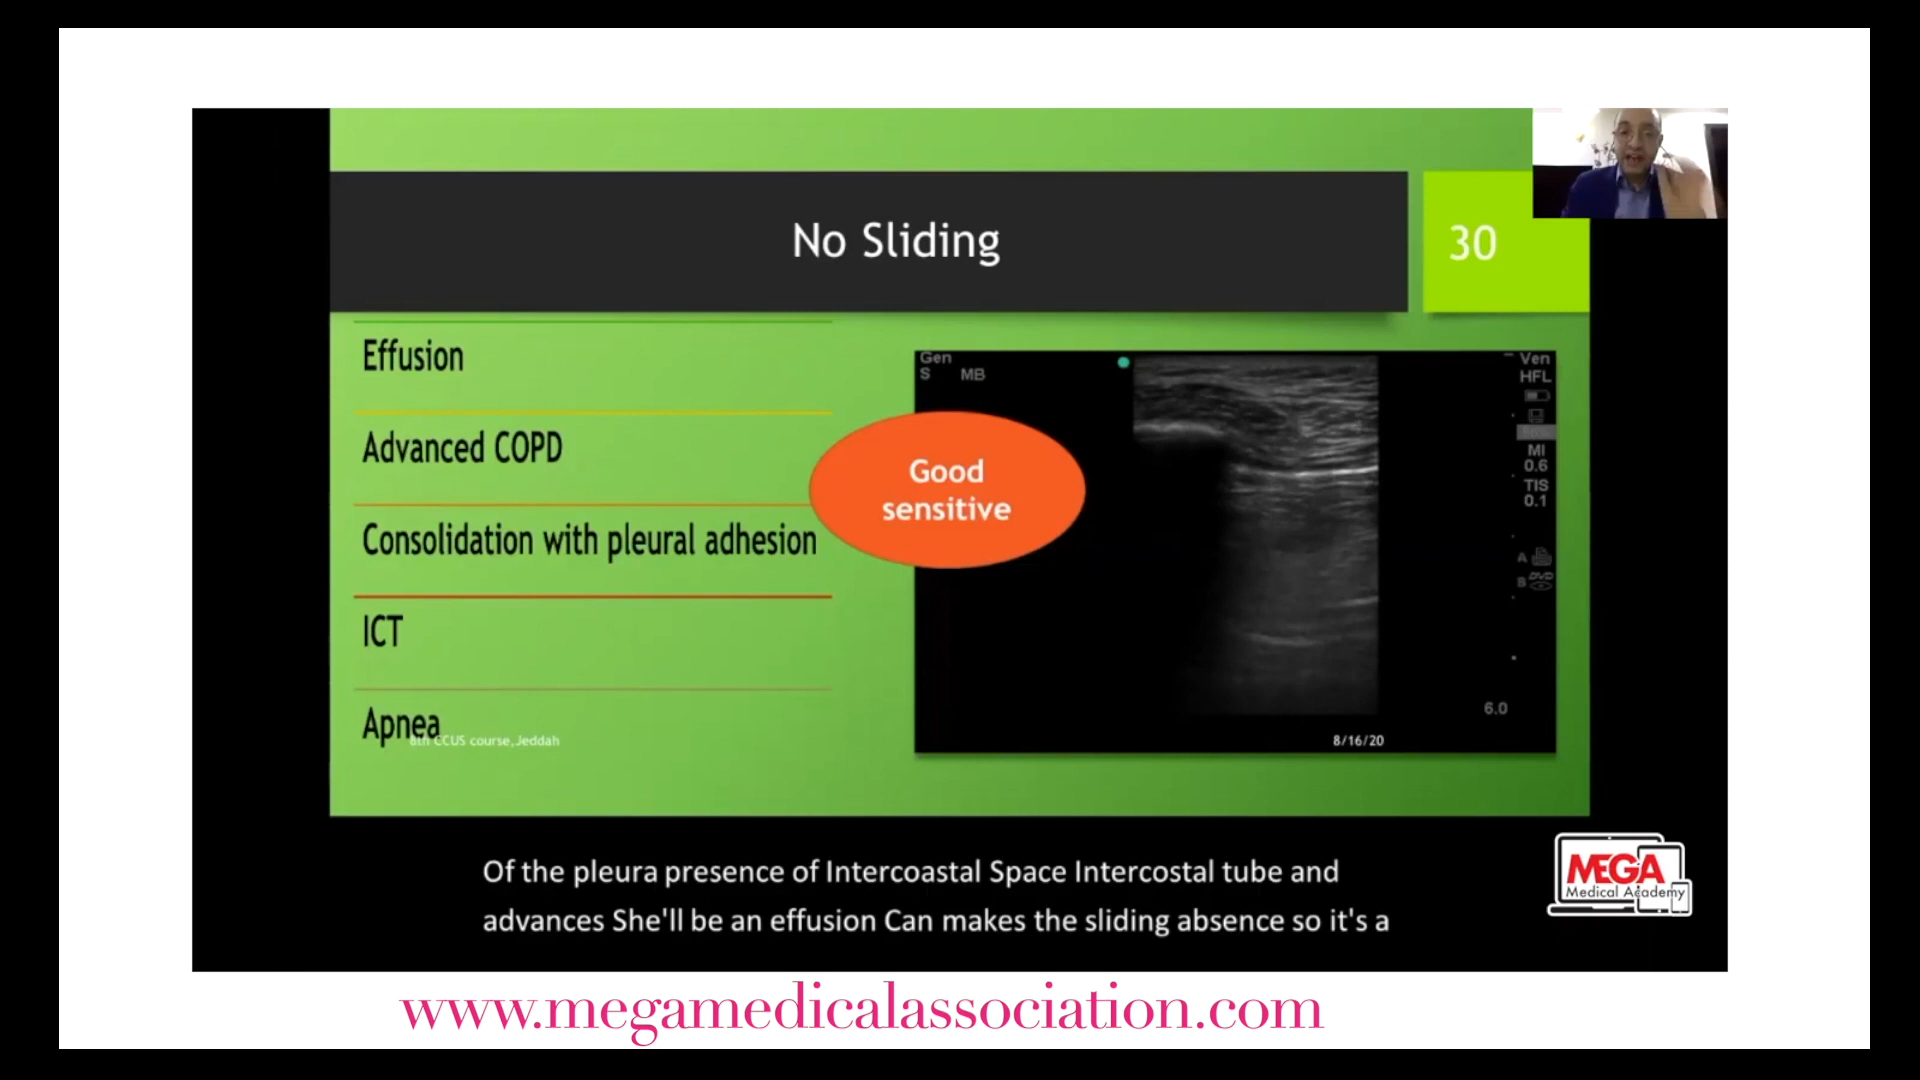 No Sliding
30
Effusion
Advanced COPD
Consolidation with pleural adhesion
ICT
Apnea
8th CCUS course, Jeddah
Good
sensitive
Gen
S MB
Ven
HFL
MI
0.6
TIS
0.1
A
B DVD
6.0
8/16/20
Of the pleura presence of Intercoastal Space Intercostal tube and
advances She'll be an effusion Can makes the sliding absence so it's a
MEGA
Medical Academy
www.megamedicalassociation.com